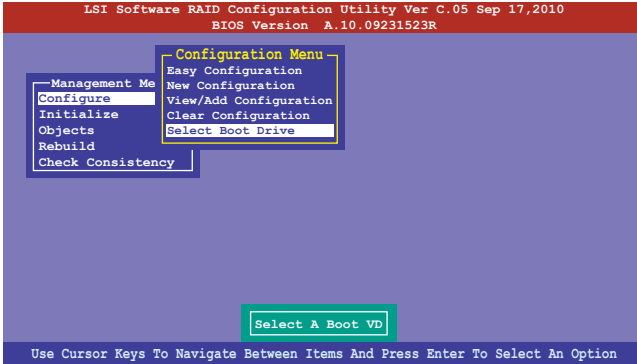 LSI Software RAID Configuration Utility Ver C.05 Sep 17,2010
BIOS Version A.10.09231523R
Configuration Menu
Easy Configuration
New Configuration
View/Add Configuration
Clear Configuration
Select Boot Drive
Management Me
Configure
Initialize
Objects
Rebuild
Check Consistency
Select A Boot VD
Use Cursor Keys To Navigate Between Items And Press Enter To Select An Option